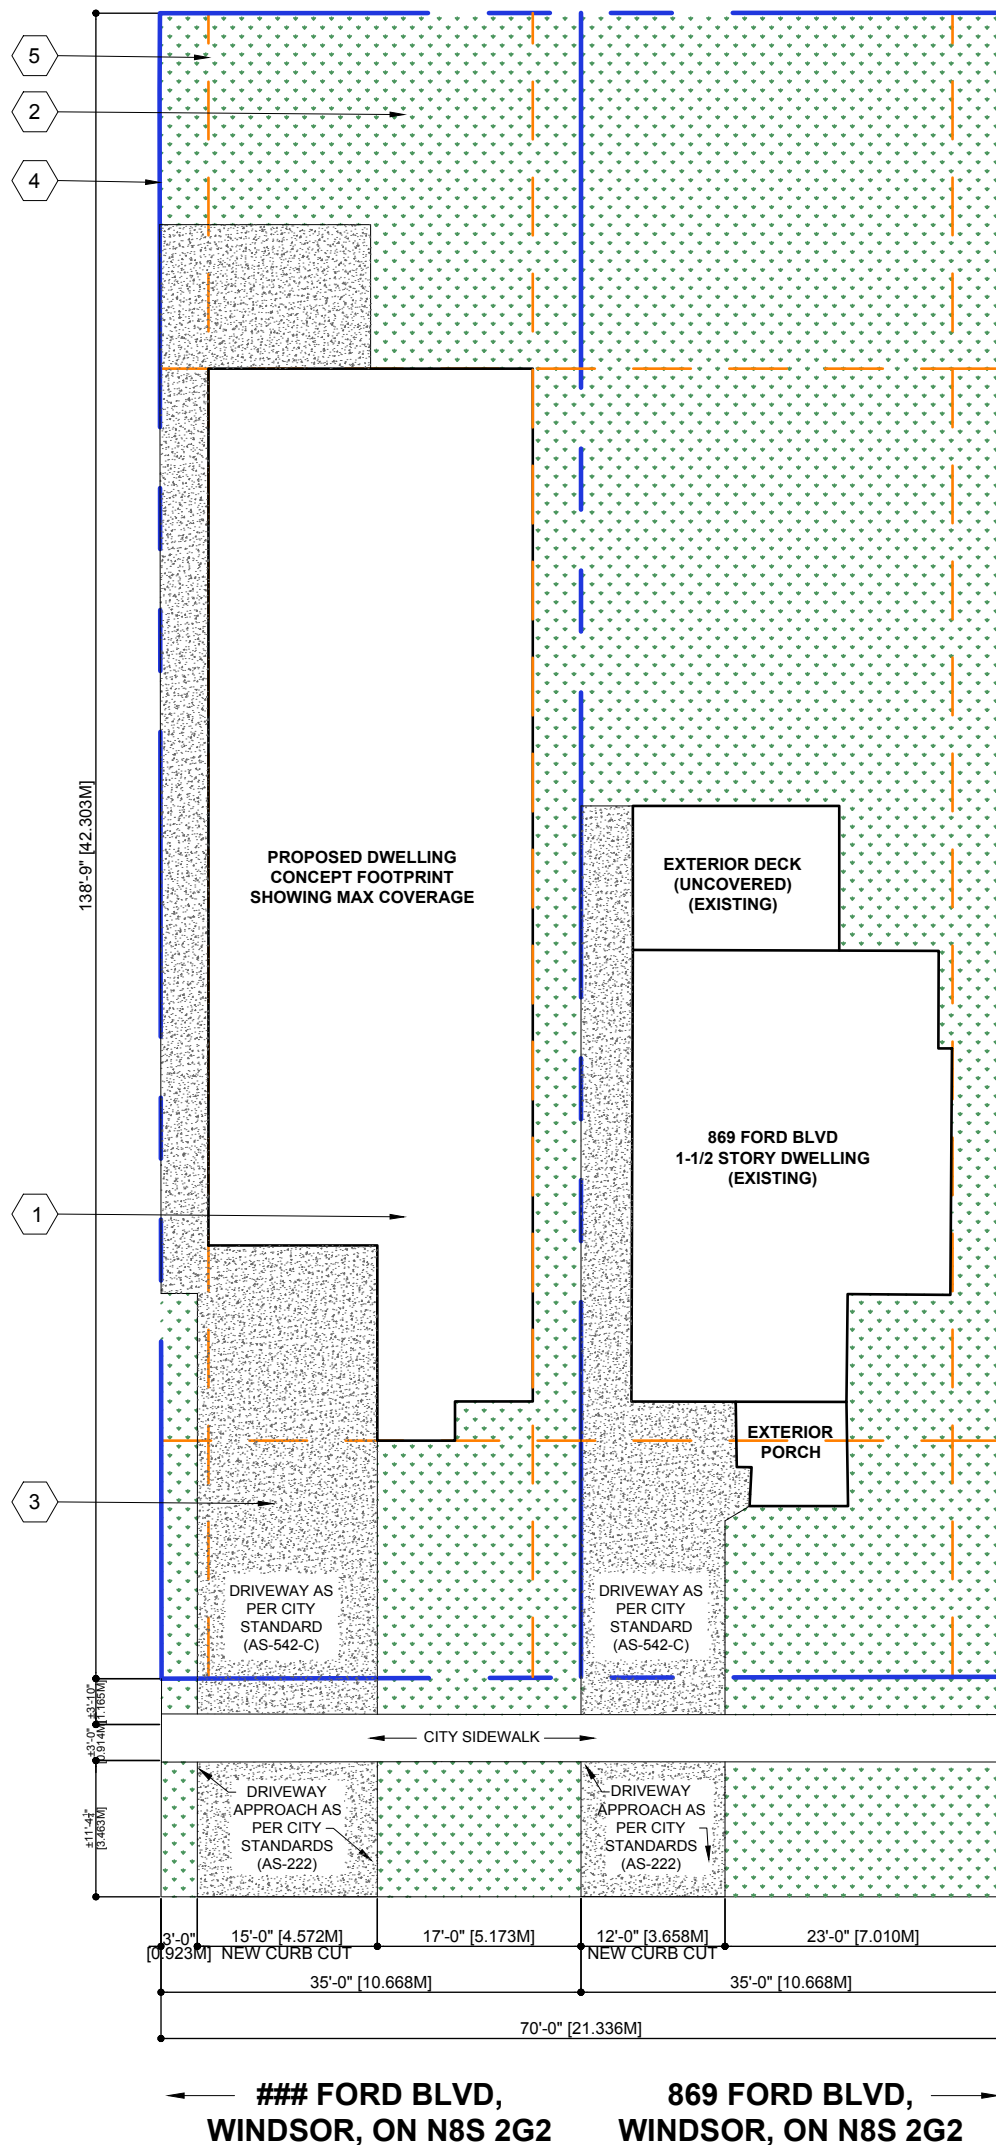 5
2
4
138'-9" [42.303M]
PROPOSED DWELLING
CONCEPT FOOTPRINT
SHOWING MAX COVERAGE
EXTERIOR DECK
(UNCOVERED)
(EXISTING)
869 FORD BLVD
1-1/2 STORY DWELLING
(EXISTING)
1
EXTERIOR
PORCH
3
DRIVEWAY AS
PER CITY
STANDARD
(AS-542-C)
DRIVEWAY AS
PER CITY
STANDARD
(AS-542-C)
±3'-10"
[1.165M]
±3'-0"
[0.914M]
CITY SIDEWALK
DRIVEWAY
APPROACH AS
PER CITY
STANDARDS
(AS-222)
DRIVEWAY
APPROACH AS
PER CITY
STANDARDS
(AS-222)
±11'-4½"
[3.463M]
3'-0"
[0.923M]
15'-0" [4.572M]
NEW CURB CUT
17'-0" [5.173M]
12'-0" [3.658M]
NEW CURB CUT
23'-0" [7.010M]
35'-0" [10.668M]
35'-0" [10.668M]
70'-0" [21.336M]
### FORD BLVD,
WINDSOR, ON N8S 2G2
869 FORD BLVD,
WINDSOR, ON N8S 2G2